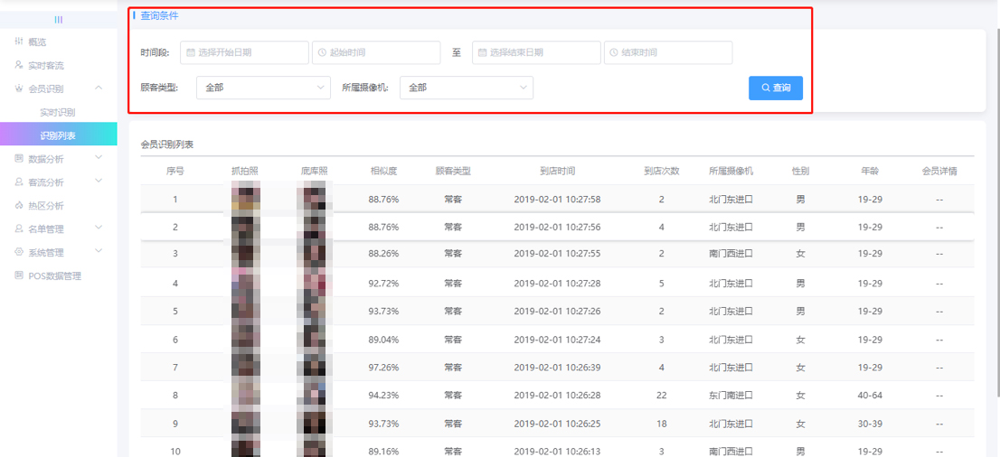 查询条件
概览
实时客流
会员识别
实时识别
识别列表
数据分析
客流分析
热区分析
名单管理
系统管理
POS数据管理
时间段: 选择开始日期 起始时间 至 选择结束日期 结束时间
顾客类型: 全部 所属摄像机: 全部 查询
会员识别列表
序号 抓拍照 底库照 相似度 顾客类型 到店时间 到店次数 所属摄像机 性别 年龄 会员详情
1 88.76% 常客 2019-02-01 10:27:58 2 北门东进口 男 19-29 --
2 88.76% 常客 2019-02-01 10:27:56 4 北门东进口 男 19-29 --
3 88.26% 常客 2019-02-01 10:27:55 2 南门西进口 女 19-29 --
4 92.72% 常客 2019-02-01 10:27:28 5 北门东进口 男 19-29 --
5 93.73% 常客 2019-02-01 10:27:26 2 北门东进口 男 19-29 --
6 89.04% 常客 2019-02-01 10:27:24 3 北门东进口 女 19-29 --
7 97.26% 常客 2019-02-01 10:26:39 4 北门东进口 女 19-29 --
8 94.23% 常客 2019-02-01 10:26:28 22 东门南进口 女 40-64 --
9 93.73% 常客 2019-02-01 10:26:25 18 北门东进口 女 30-39 --
10 89.16% 常客 2019-02-01 10:26:13 3 南门西进口 男 19-29 --